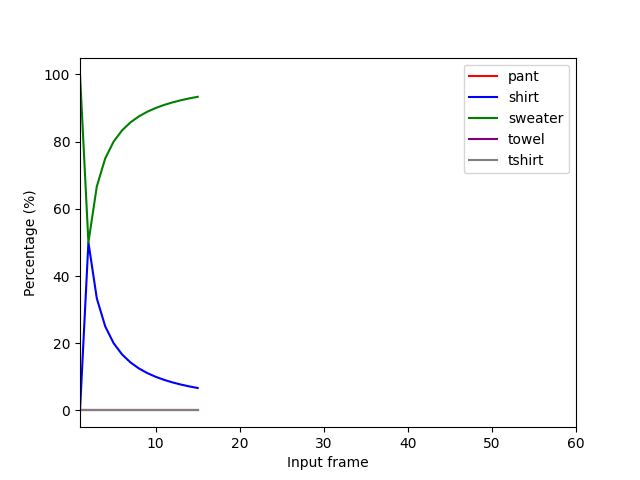 100
80
60
40
20
0
Percentage (%)
10 20 30 40 50 60
Input frame
pant
shirt
sweater
towel
tshirt